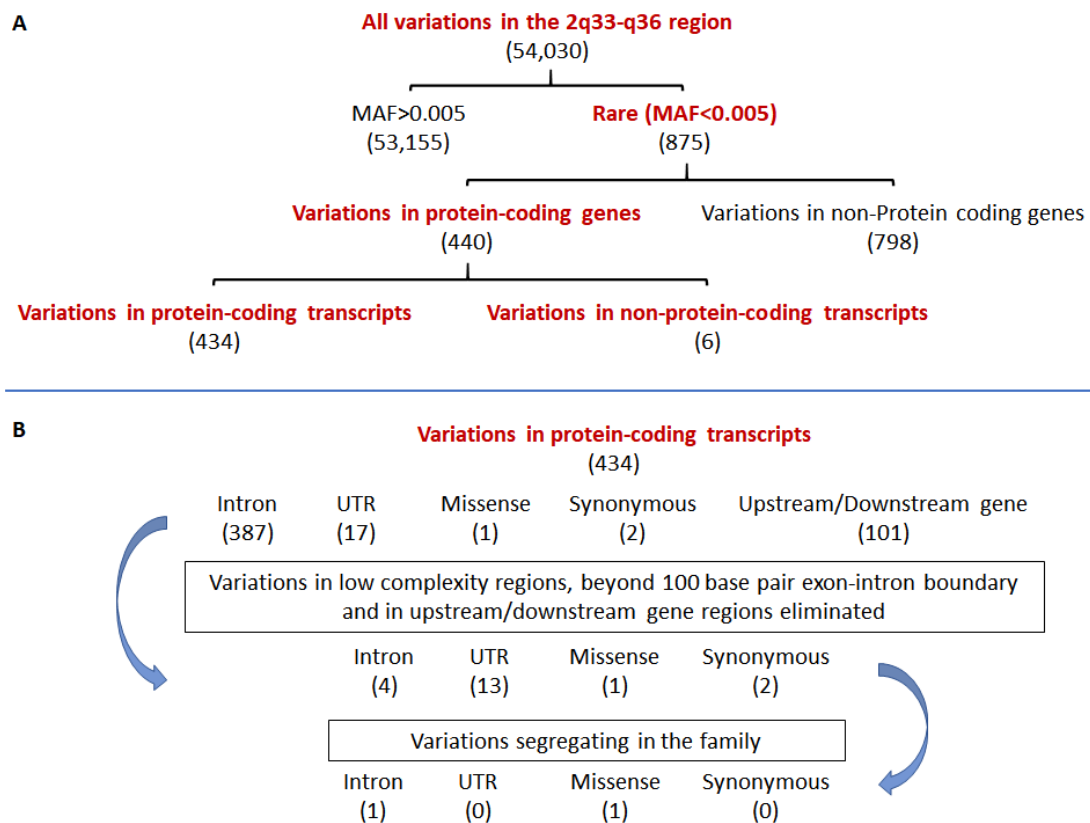 A
All variations in the 2q33-q36 region
(54,030)
MAF>0.005 Rare (MAF<0.005)
(53,155) (875)
Variations in protein-coding genes Variations in non-Protein coding genes
(440) (798)
Variations in protein-coding transcripts Variations in non-protein-coding transcripts
(434) (6)
B
Variations in protein-coding transcripts
(434)
Intron UTR Missense Synonymous Upstream/Downstream gene
(387) (17) (1) (2) (101)
Variations in low complexity regions, beyond 100 base pair exon-intron boundary
and in upstream/downstream gene regions eliminated
Intron UTR Missense Synonymous
(4) (13) (1) (2)
Variations segregating in the family
Intron UTR Missense Synonymous
(1) (0) (1) (0)